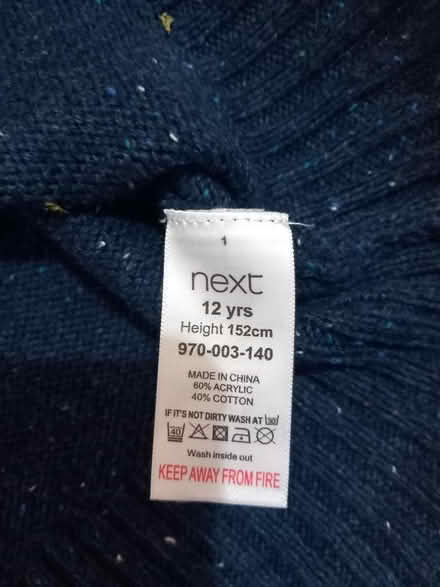 1
next
12 yrs
Height 152cm
970-003-140
MADE IN CHINA
60% ACRYLIC
40% COTTON
IF IT'S NOT DIRTY WASH AT 30
40
Wash inside out
KEEP AWAY FROM FIRE